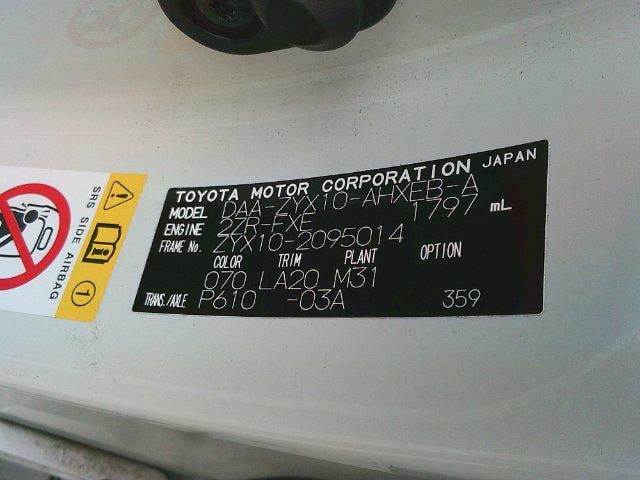 TOYOTA MOTOR CORPORATION JAPAN
MODEL DAA-ZYX10-AHXEB-A
ENGINE 2ZR-FXE 1797 mL
FRAME No. ZYX10-2095014
COLOR TRIM PLANT OPTION
070 LA20 M31
TRANS./AXLE P610 -03A 359
SRS SIDE AIRBAG
1